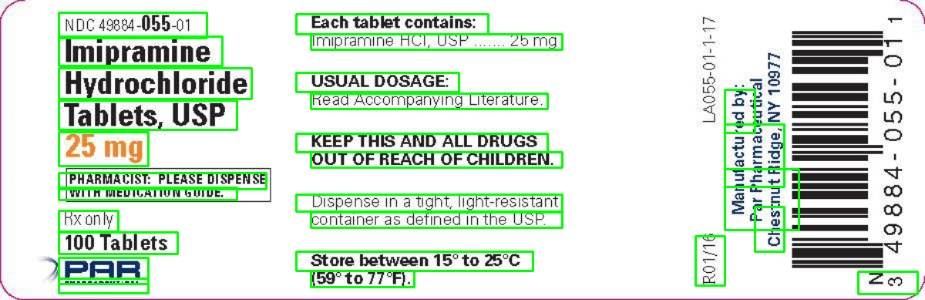 NDC 49884-055-01
Imipramine
Hydrochloride
Tablets, USP
25 mg
PHARMACIST: PLEASE DISPENSE
WITH MEDICATION GUIDE.
Rx only
100 Tablets
PAR
PHARMACEUTICAL
Each tablet contains:
Imipramine HCl, USP ........ 25 mg
USUAL DOSAGE:
Read Accompanying Literature.
KEEP THIS AND ALL DRUGS
OUT OF REACH OF CHILDREN.
Dispense in a tight, light-resistant
container as defined in the USP.
Store between 15° to 25°C
(59° to 77°F).
R01/16
LA055-01-1-17
Manufactured by:
Par Pharmaceutical
Chestnut Ridge, NY 10977
N
3 49884-055-01 1